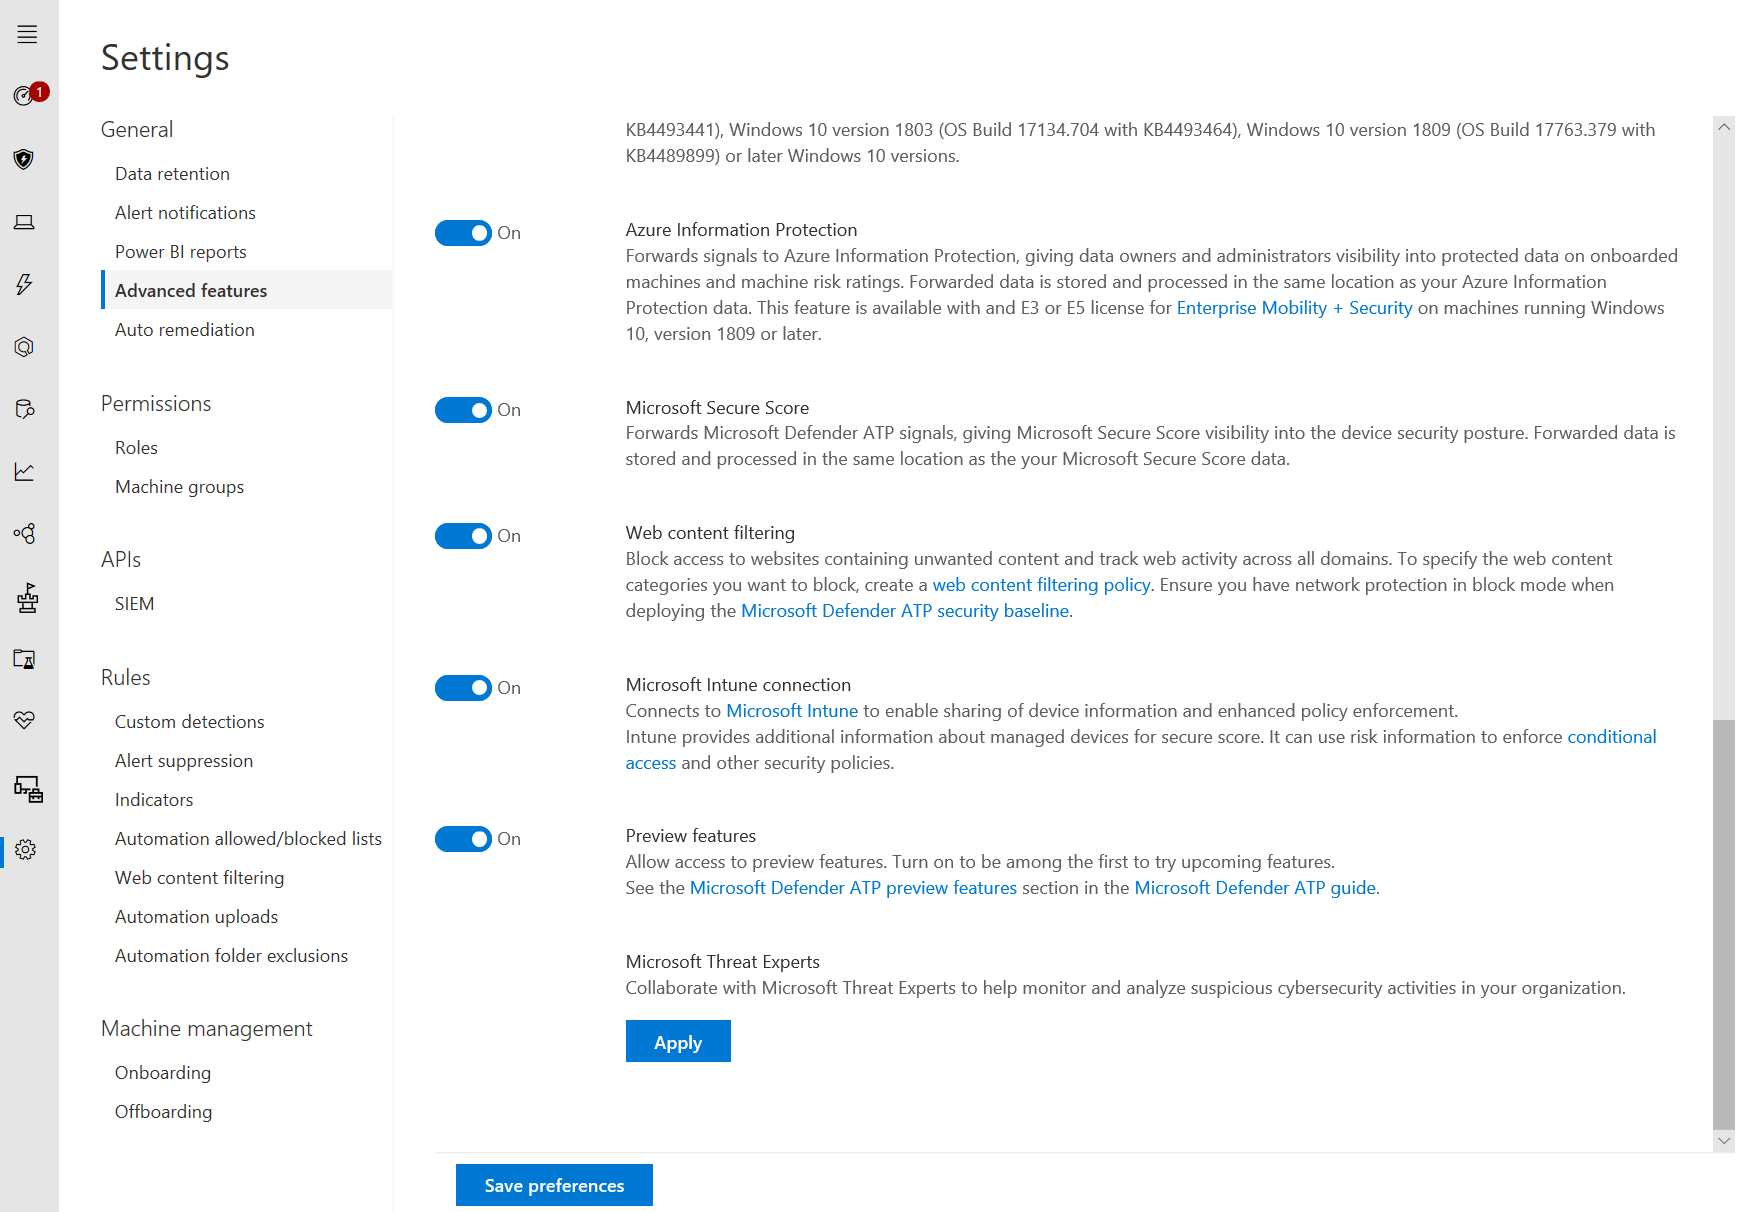 Settings
1
General
Data retention
Alert notifications
Power BI reports
Advanced features
Auto remediation
Permissions
Roles
Machine groups
APIs
SIEM
Rules
Custom detections
Alert suppression
Indicators
Automation allowed/blocked lists
Web content filtering
Automation uploads
Automation folder exclusions
Machine management
Onboarding
Offboarding
KB4493441), Windows 10 version 1803 (OS Build 17134.704 with KB4493464), Windows 10 version 1809 (OS Build 17763.379 with
KB4489899) or later Windows 10 versions.
On
Azure Information Protection
Forwards signals to Azure Information Protection, giving data owners and administrators visibility into protected data on onboarded
machines and machine risk ratings. Forwarded data is stored and processed in the same location as your Azure Information
Protection data. This feature is available with and E3 or E5 license for Enterprise Mobility + Security on machines running Windows
10, version 1809 or later.
On
Microsoft Secure Score
Forwards Microsoft Defender ATP signals, giving Microsoft Secure Score visibility into the device security posture. Forwarded data is
stored and processed in the same location as the your Microsoft Secure Score data.
On
Web content filtering
Block access to websites containing unwanted content and track web activity across all domains. To specify the web content
categories you want to block, create a web content filtering policy. Ensure you have network protection in block mode when
deploying the Microsoft Defender ATP security baseline.
On
Microsoft Intune connection
Connects to Microsoft Intune to enable sharing of device information and enhanced policy enforcement.
Intune provides additional information about managed devices for secure score. It can use risk information to enforce conditional
access and other security policies.
On
Preview features
Allow access to preview features. Turn on to be among the first to try upcoming features.
See the Microsoft Defender ATP preview features section in the Microsoft Defender ATP guide.
Microsoft Threat Experts
Collaborate with Microsoft Threat Experts to help monitor and analyze suspicious cybersecurity activities in your organization.
Apply
Save preferences